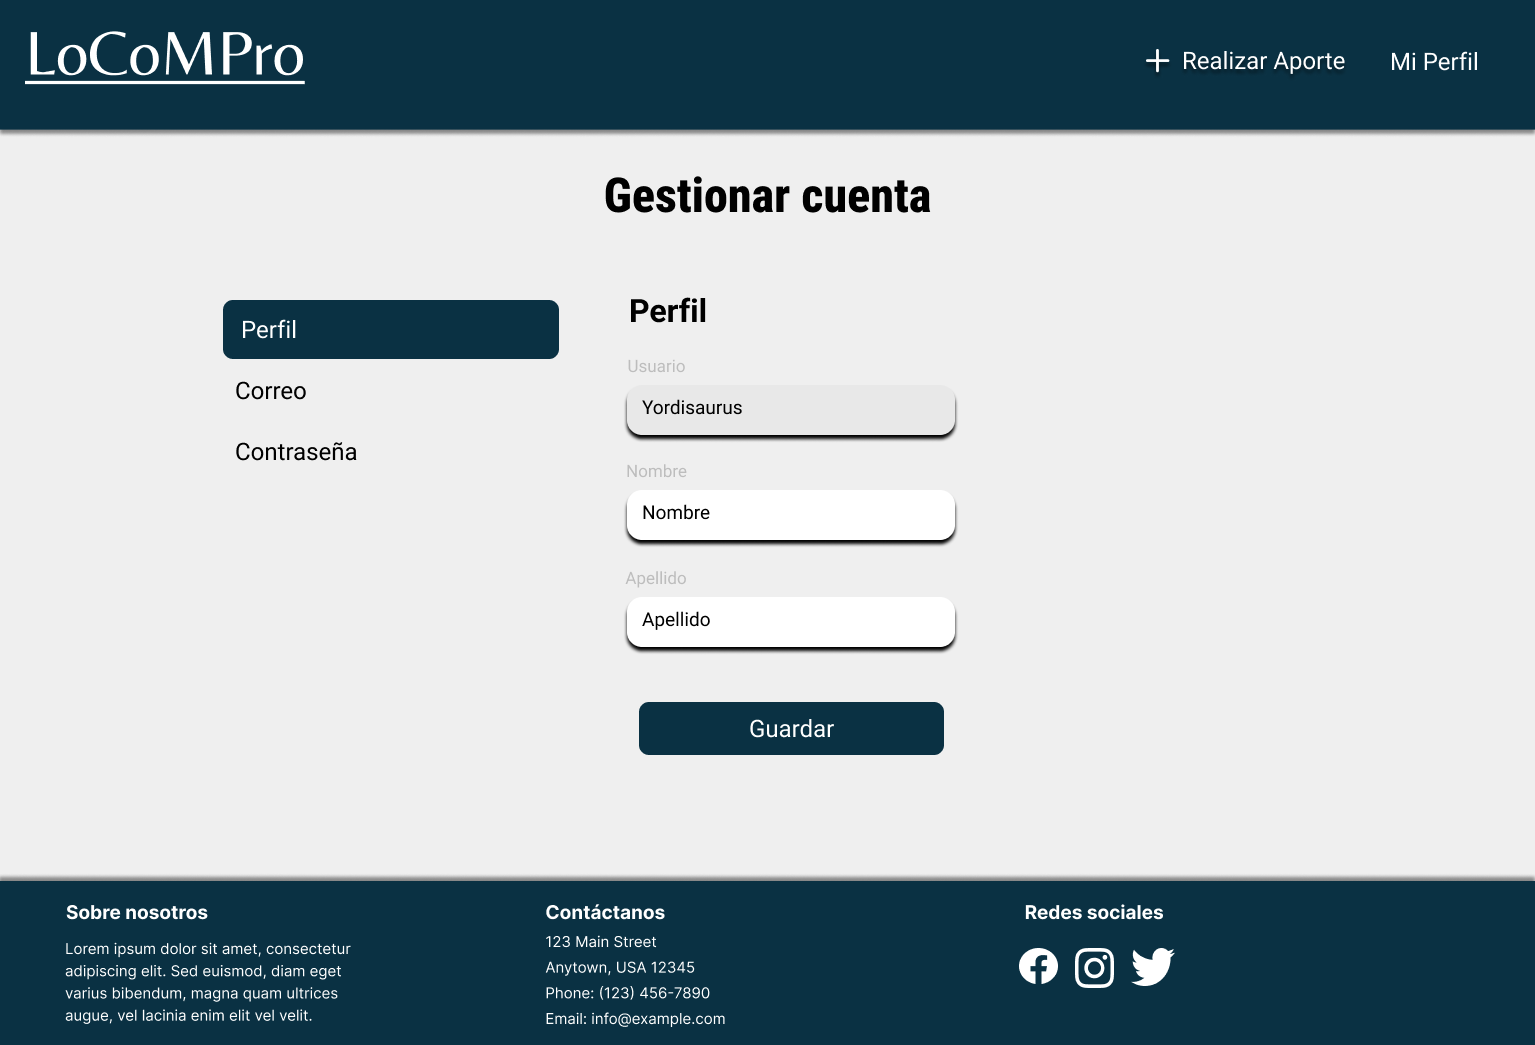 LoCoMPro
Realizar Aporte
Mi Perfil
Gestionar cuenta
Perfil
Correo
Contraseña
Perfil
Usuario
Yordisaurus
Nombre
Nombre
Apellido
Apellido
Guardar
Sobre nosotros
Lorem ipsum dolor sit amet, consectetur
adipiscing elit. Sed euismod, diam eget
varius bibendum, magna quam ultrices
augue, vel lacinia enim elit vel velit.
Contáctanos
123 Main Street
Anytown, USA 12345
Phone: (123) 456-7890
Email: info@example.com
Redes sociales